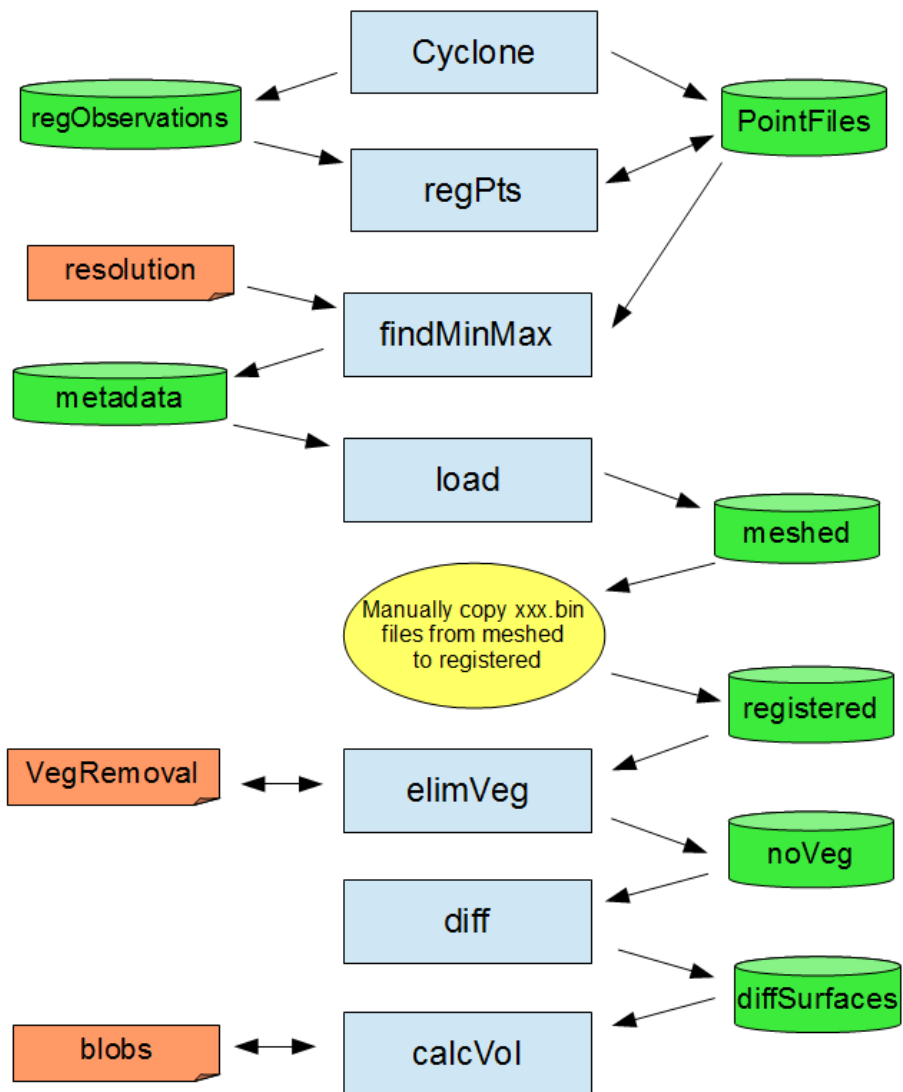 Cyclone
regObservations
PointFiles
regPts
resolution
findMinMax
metadata
load
meshed
Manually copy xxx.bin
files from meshed
to registered
registered
VegRemoval
elimVeg
noVeg
diff
diffSurfaces
blobs
calcVol